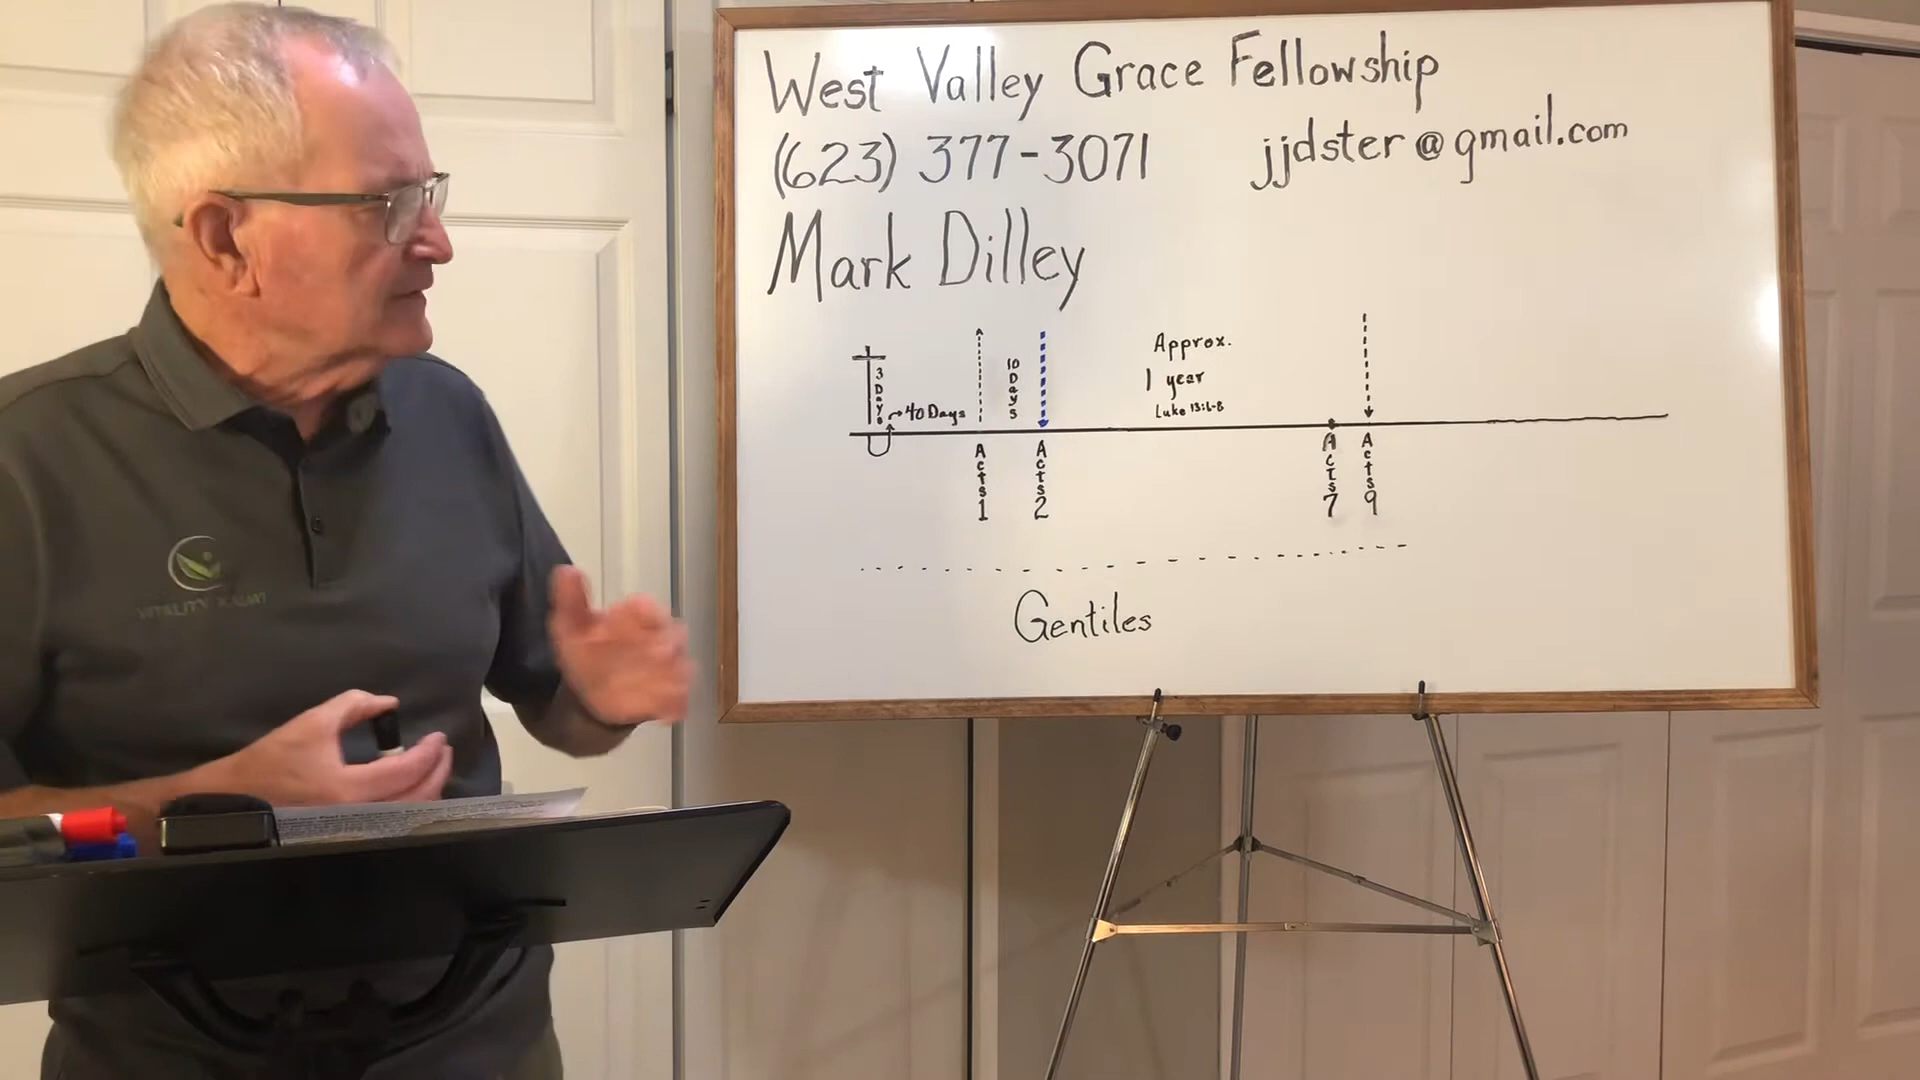 West Valley Grace Fellowship
(623) 377-3071 jjdster@gmail.com
Mark Dilley
3 Days
40 Days
10 Days
Approx.
1 year
Luke 13:6-8
Acts 1
Acts 2
Acts 7
Acts 9
Gentiles
VITALITY